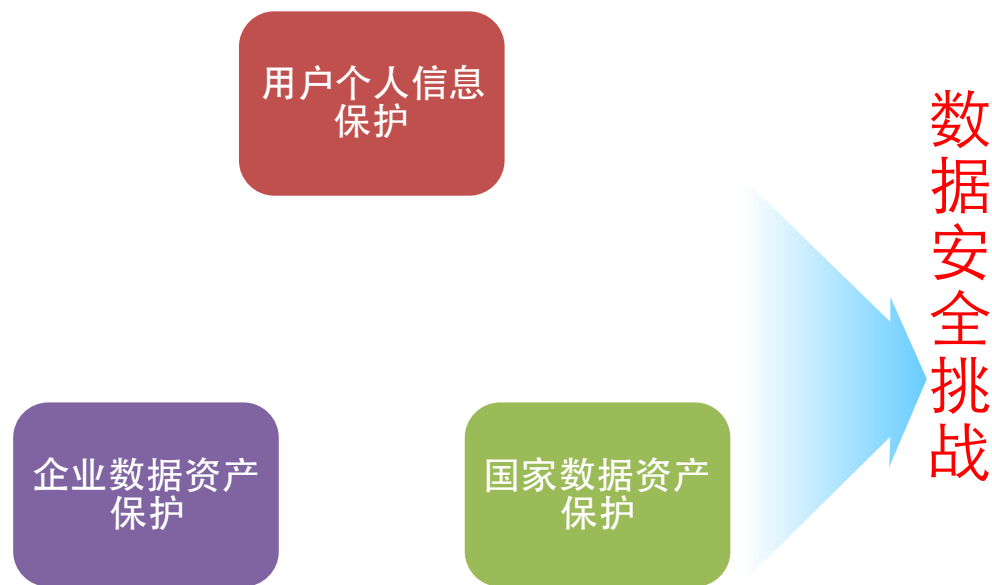 用户个人信息
保护
企业数据资产
保护
国家数据资产
保护
数据安全挑战